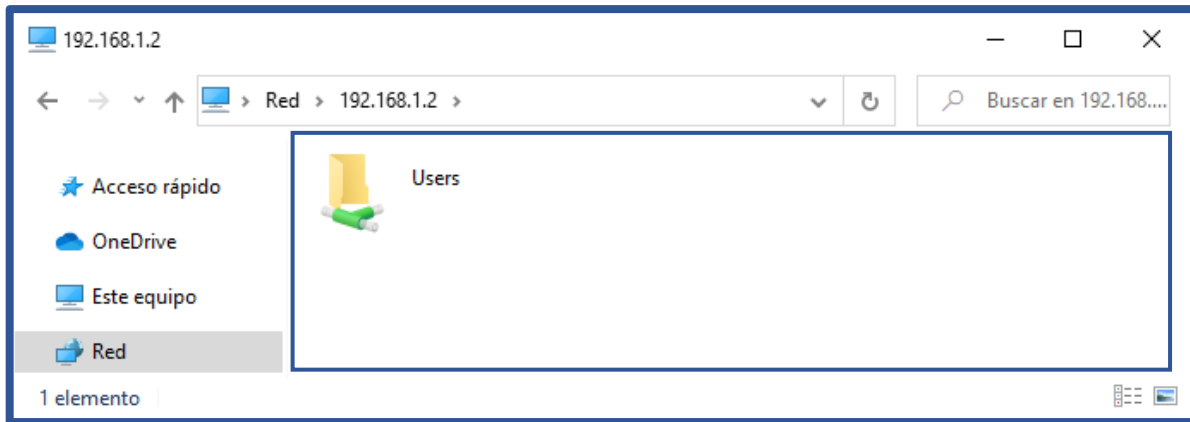 192.168.1.2
Red > 192.168.1.2 >
Buscar en 192.168....
Acceso rápido
OneDrive
Este equipo
Red
Users
1 elemento